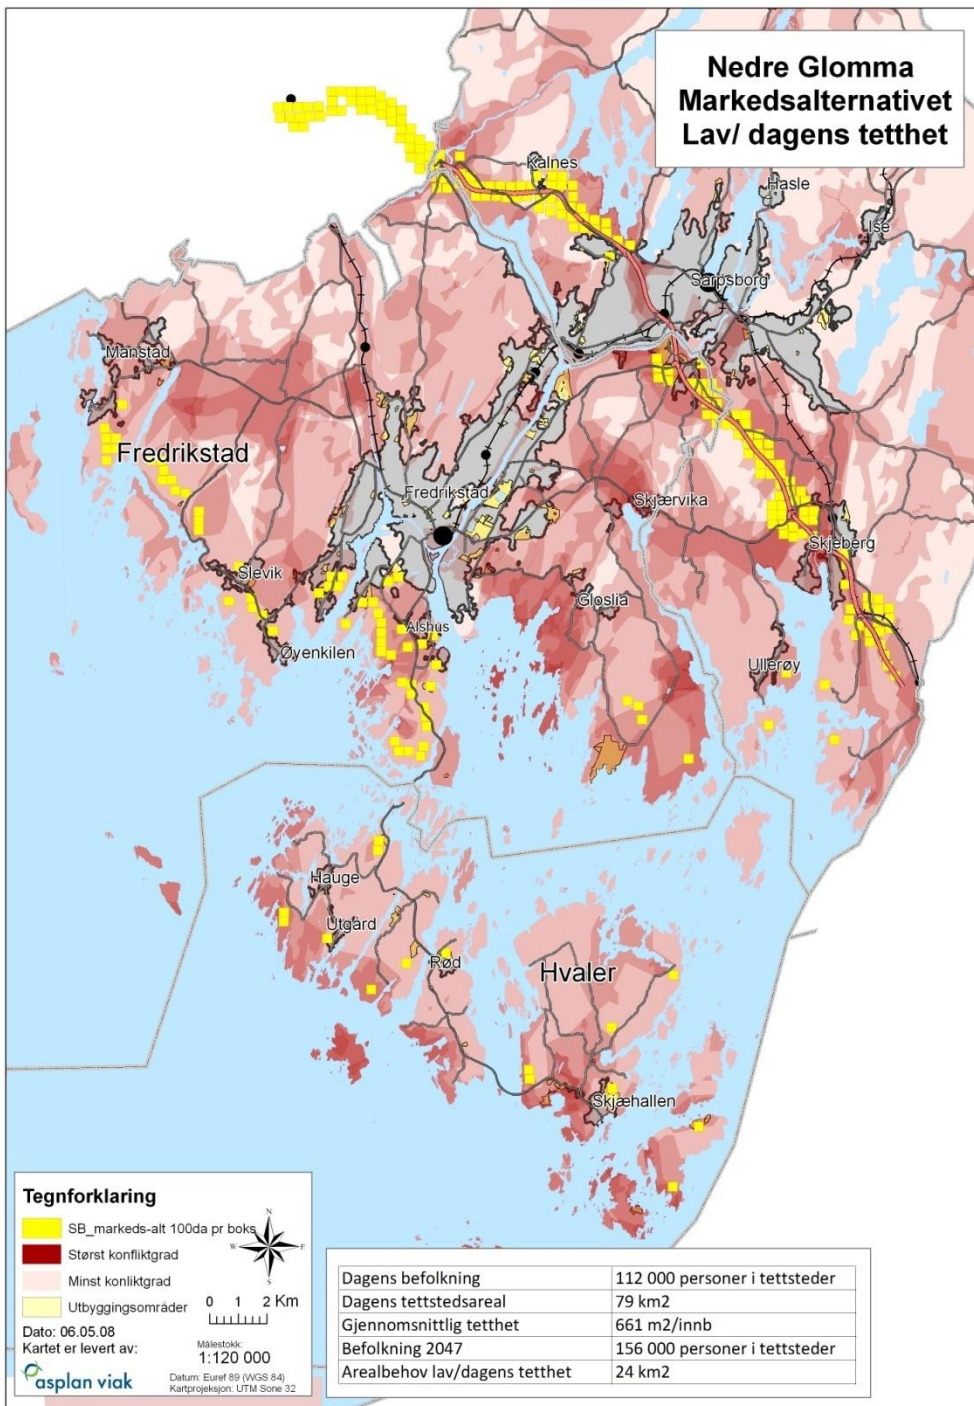 Nedre Glomma
Markedsalternativet
Lav/ dagens tetthet
Kalnes
Hasle
Ise
Sarpsborg
Manstad
Fredrikstad
Fredrikstad
Skjærvika
Skjeberg
Slevik
Gloslia
Alshus
Øyenkilen
Ullerøy
Hauge
Utgård
Rød
Hvaler
Skjæhallen
Tegnforklaring
SB_markeds-alt 100da pr boks
Størst konfliktgrad
Minst konliktgrad
Utbyggingsområder
N
W E
S
0 1 2 Km
Dato: 06.05.08
Kartet er levert av:
Målestokk:
1:120 000
asplan viak
Datum: Euref 89 (WGS 84)
Kartprojeksjon: UTM Sone 32
Dagens befolkning 112 000 personer i tettsteder
Dagens tettstedsareal 79 km2
Gjennomsnittlig tetthet 661 m2/innb
Befolkning 2047 156 000 personer i tettsteder
Arealbehov lav/dagens tetthet 24 km2